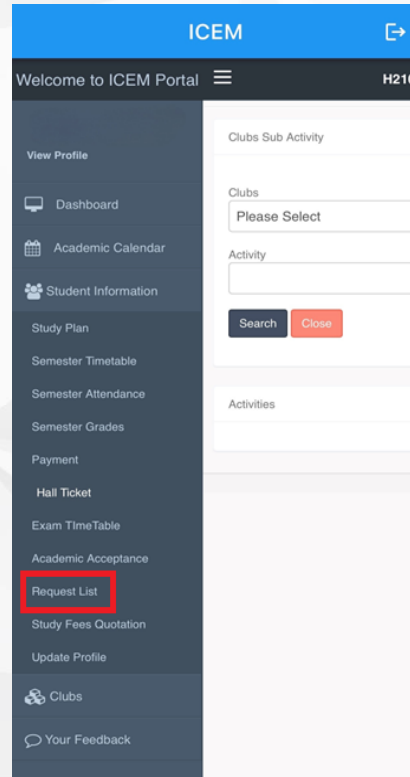 ICEM
Welcome to ICEM Portal
H210
View Profile
Dashboard
Academic Calendar
Student Information
Study Plan
Semester Timetable
Semester Attendance
Semester Grades
Payment
Hall Ticket
Exam TImeTable
Academic Acceptance
Request List
Study Fees Quotation
Update Profile
Clubs
Your Feedback
Clubs Sub Activity
Clubs
Please Select
Activity
Search Close
Activities